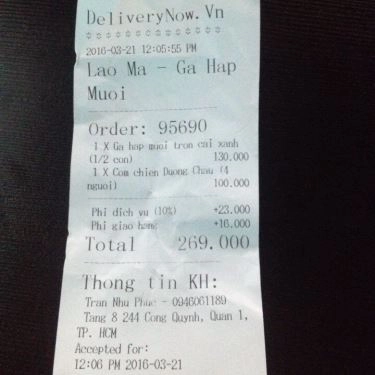 DeliveryNow.Vn
2016-03-21 12:05:55 PM
Lao Ma - Ga Hap
Muoi
Order: 95690
1 X Ga hap muoi tron cai xanh
(1/2 con) 130.000
1 X Com chien Duong Chau (4
nguoi) 100.000
Phi dich vu (10%) +23.000
Phi giao hang +16.000
Total 269.000
Thong tin KH:
Tran Nhu Phuc - 0946061189
Tang 8 244 Cong Quynh, Quan 1,
TP. HCM
Accepted for:
12:06 PM 2016-03-21